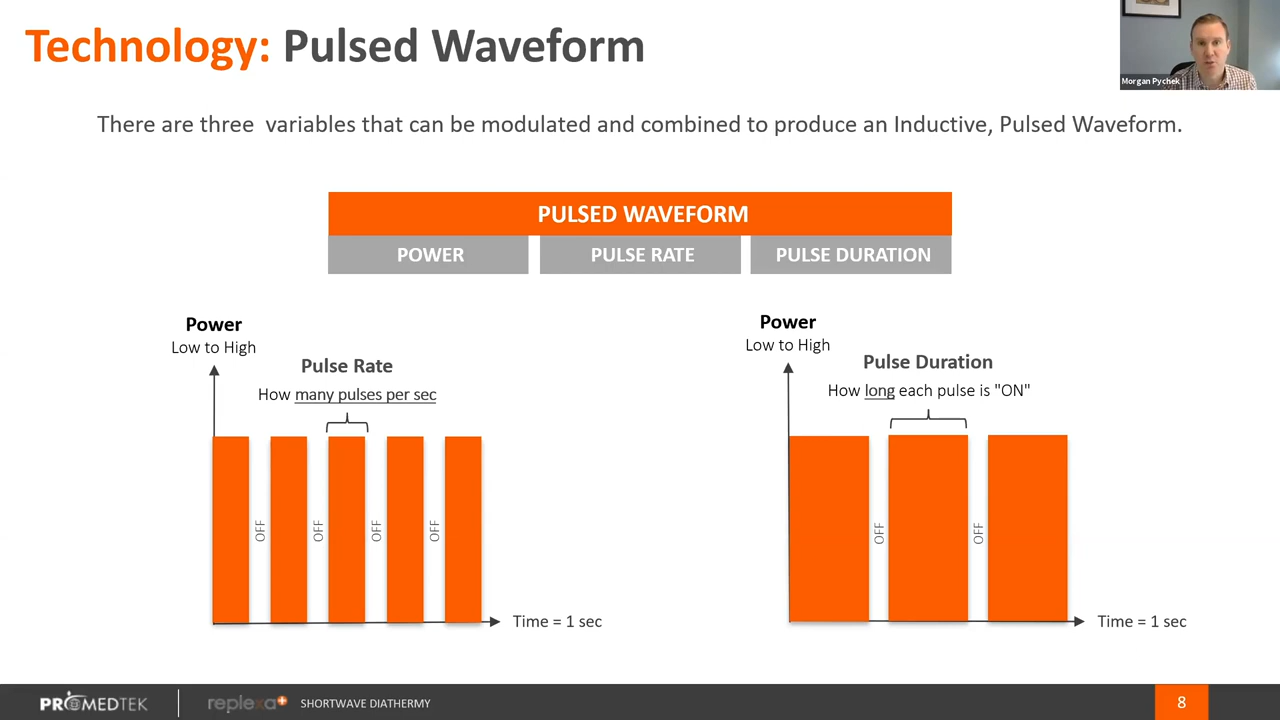 Technology: Pulsed Waveform
Morgan Pychek
There are three  variables that can be modulated and combined to produce an Inductive, Pulsed Waveform.
PULSED WAVEFORM
POWER
PULSE RATE
PULSE DURATION
Power
Low to High
Pulse Rate
How many pulses per sec
OFF
OFF
OFF
OFF
Time = 1 sec
Power
Low to High
Pulse Duration
How long each pulse is "ON"
OFF
OFF
Time = 1 sec
PROMEDTEK
replexa+
SHORTWAVE DIATHERMY
8